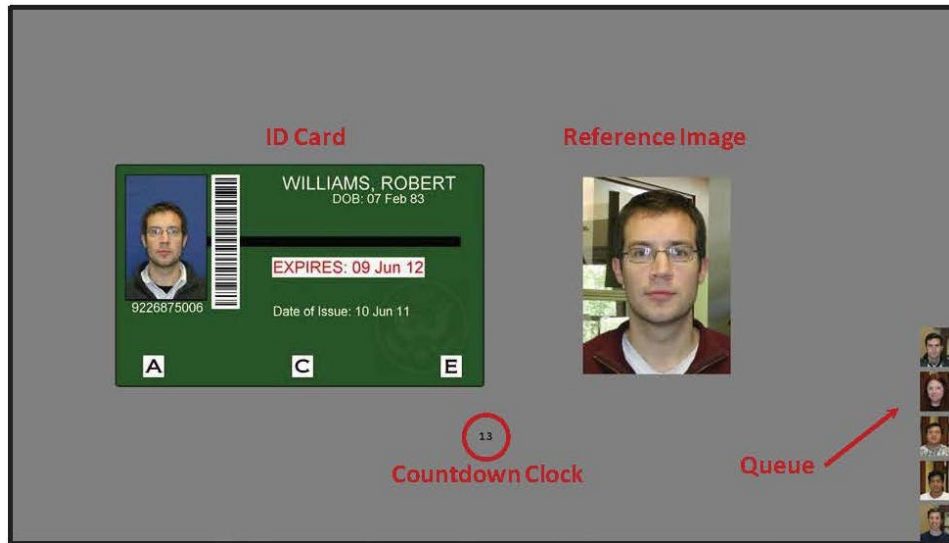 ID Card
Reference Image
WILLIAMS, ROBERT
DOB: 07 Feb 83
EXPIRES: 09 Jun 12
9226875006
Date of Issue: 10 Jun 11
A C E
13
Countdown Clock
Queue